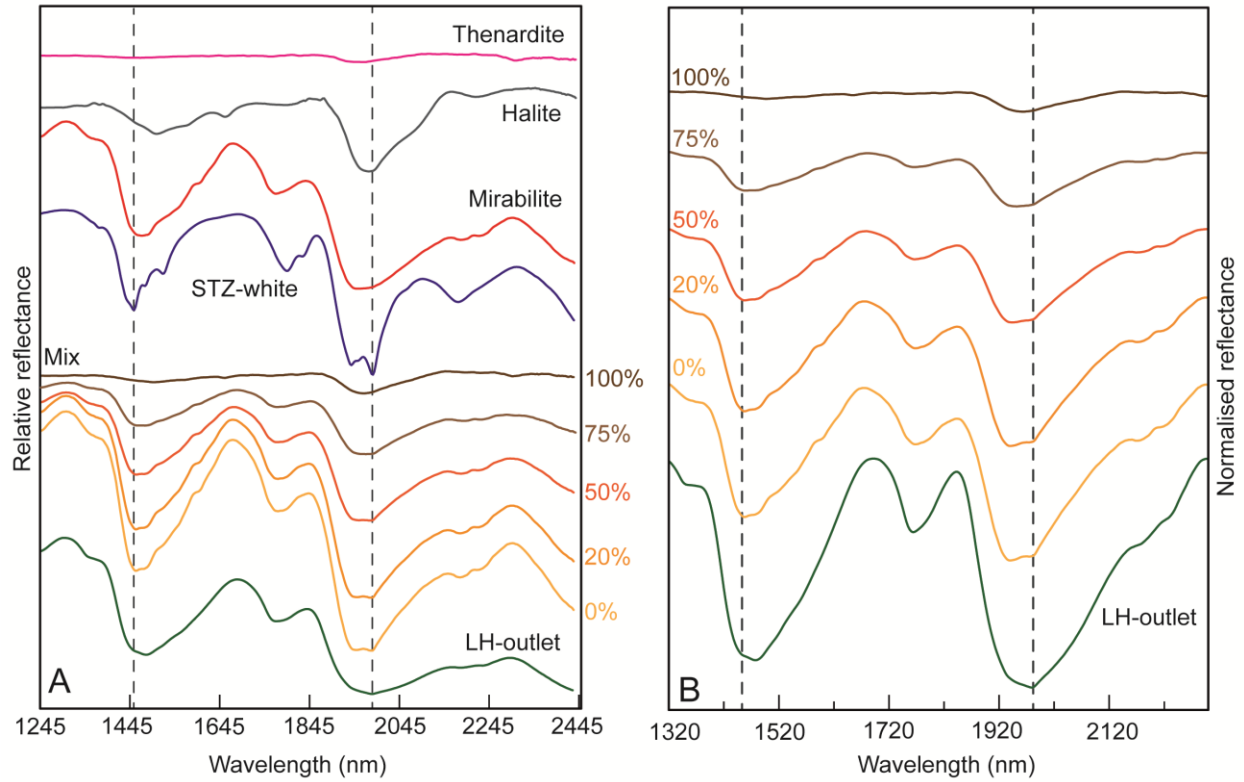 Thenardite
Halite
Mirabilite
STZ-white
Mix
100%
75%
50%
20%
0%
LH-outlet
A
Relative reflectance
1245 1445 1645 1845 2045 2245 2445
Wavelength (nm)
100%
75%
50%
20%
0%
LH-outlet
B
Normalised reflectance
1320 1520 1720 1920 2120
Wavelength (nm)